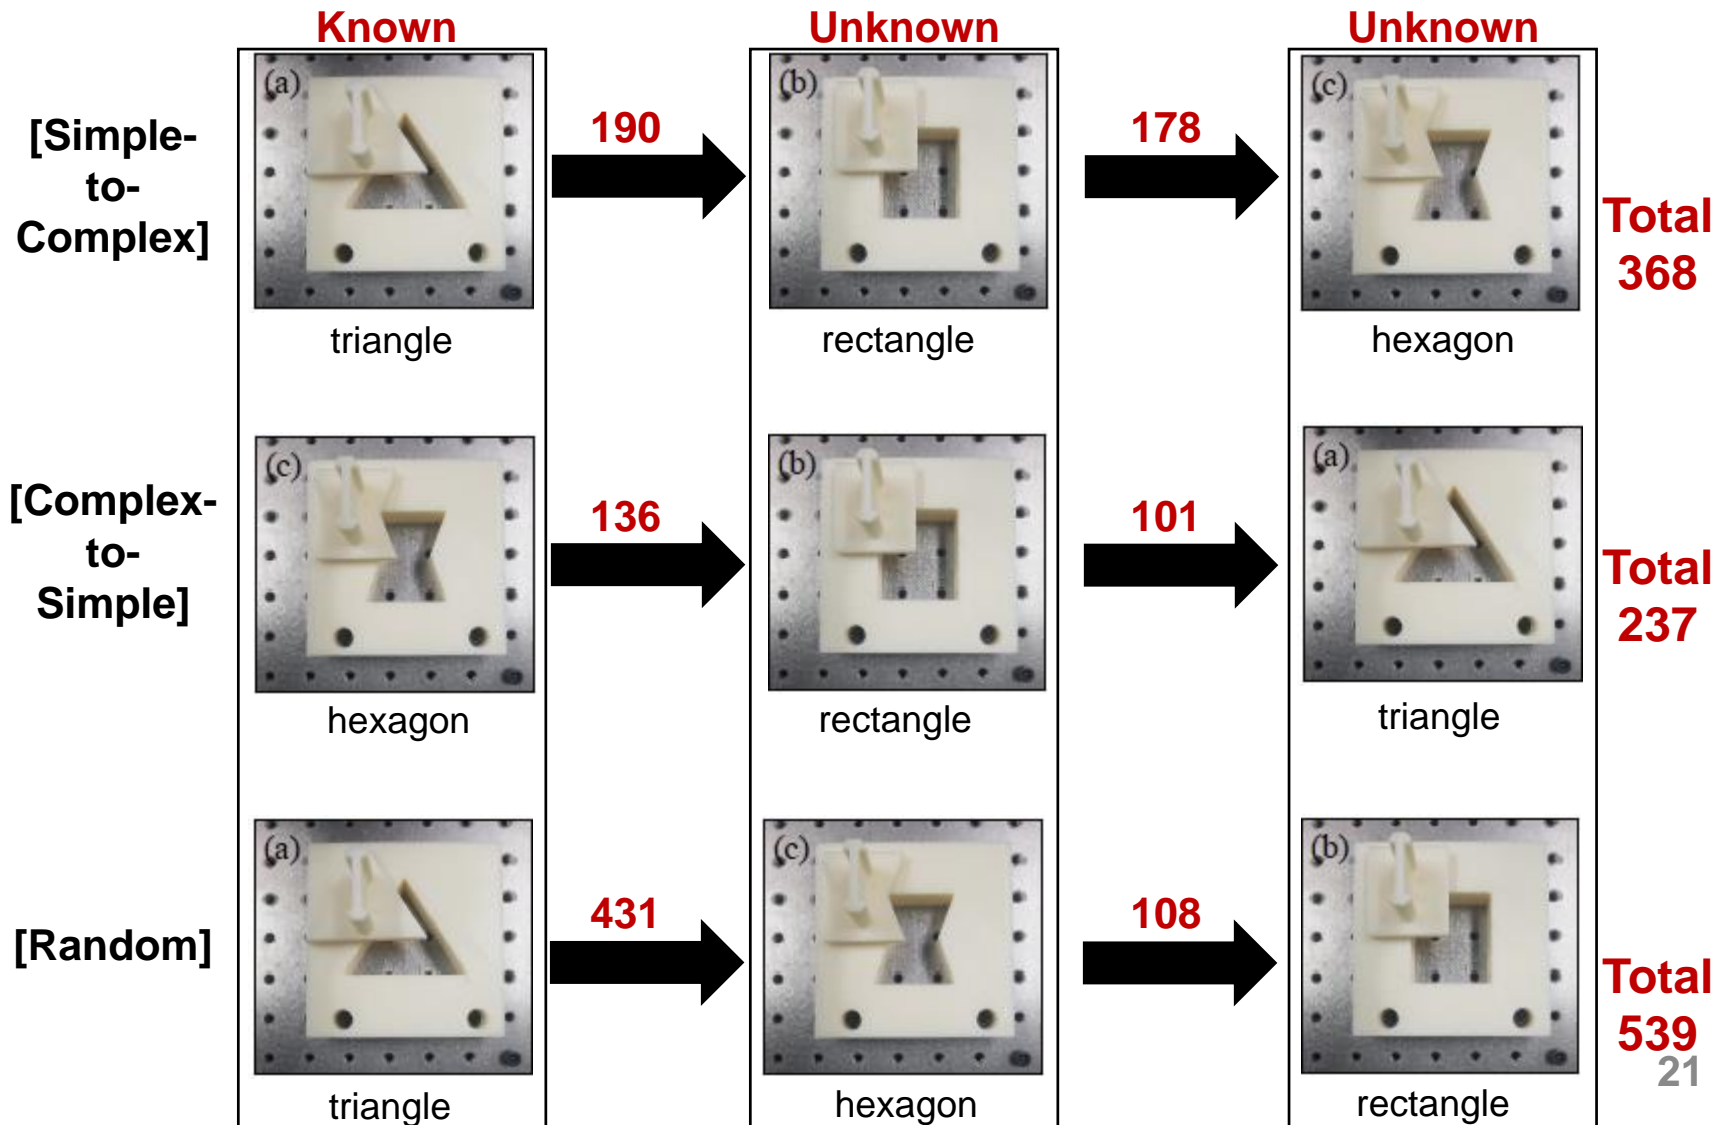 Known
Unknown
Unknown
[Simple-
to-
Complex]
(a)
190
(b)
178
(c)
Total
368
triangle
rectangle
hexagon
[Complex-
to-
Simple]
(c)
136
(b)
101
(a)
Total
237
hexagon
rectangle
triangle
[Random]
(a)
431
(c)
108
(b)
Total
539
21
triangle
hexagon
rectangle